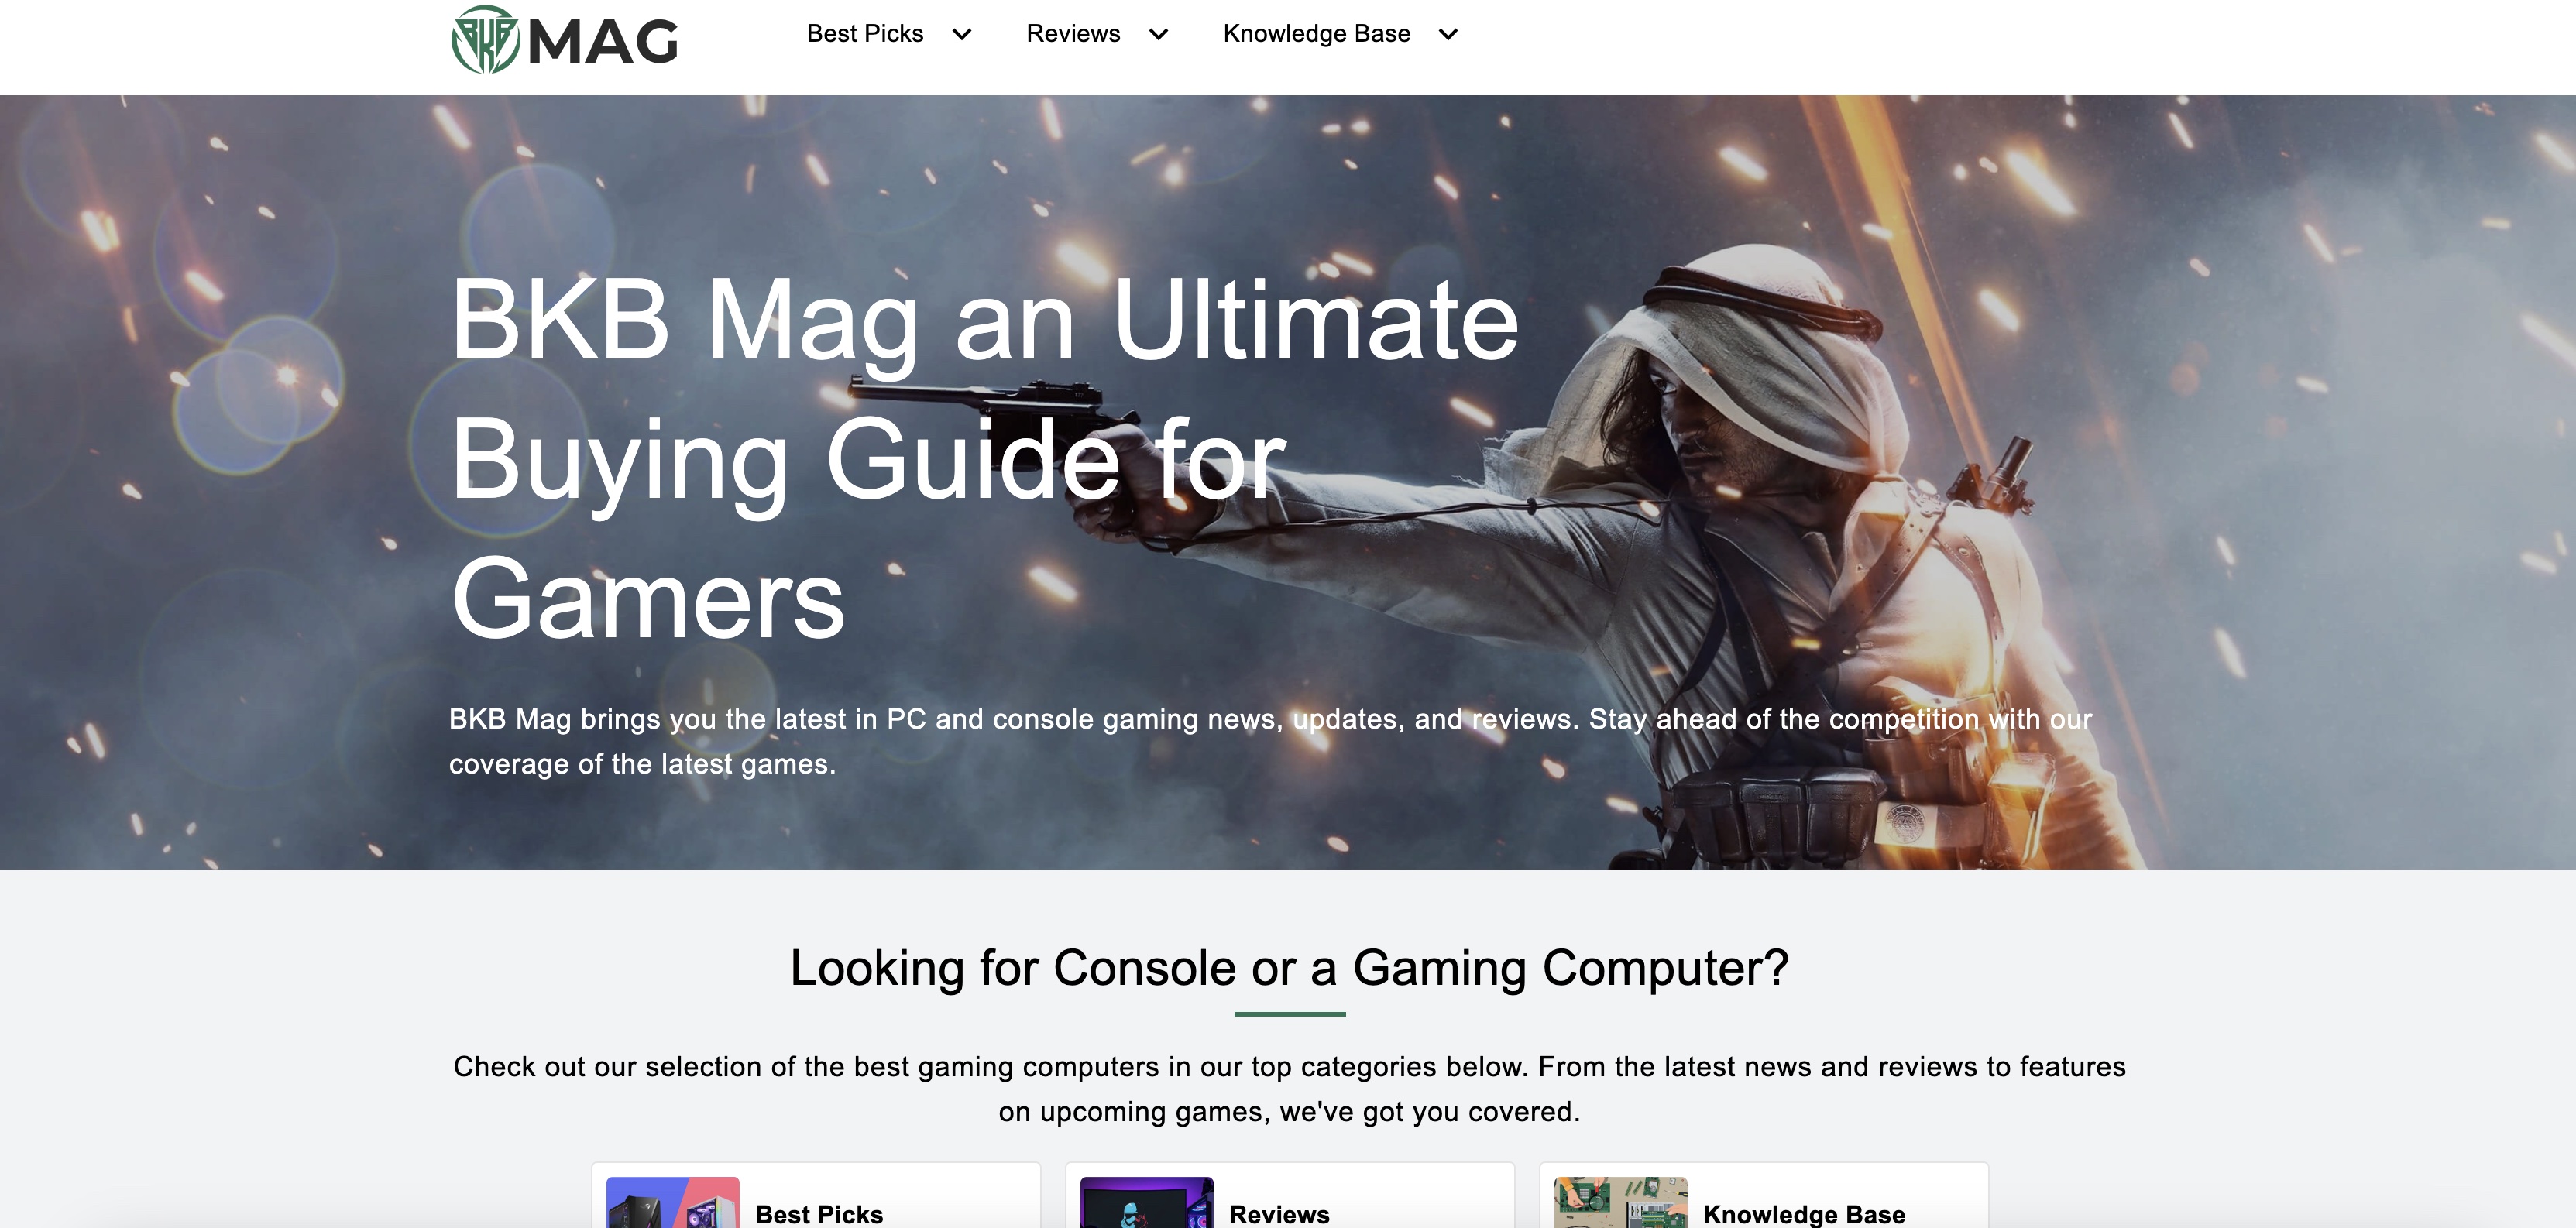 BKB MAG
Best Picks
Reviews
Knowledge Base
BKB Mag an Ultimate
Buying Guide for
Gamers
BKB Mag brings you the latest in PC and console gaming news, updates, and reviews. Stay ahead of the competition with our
coverage of the latest games.
Looking for Console or a Gaming Computer?
Check out our selection of the best gaming computers in our top categories below. From the latest news and reviews to features
on upcoming games, we've got you covered.
Best Picks
Reviews
Knowledge Base